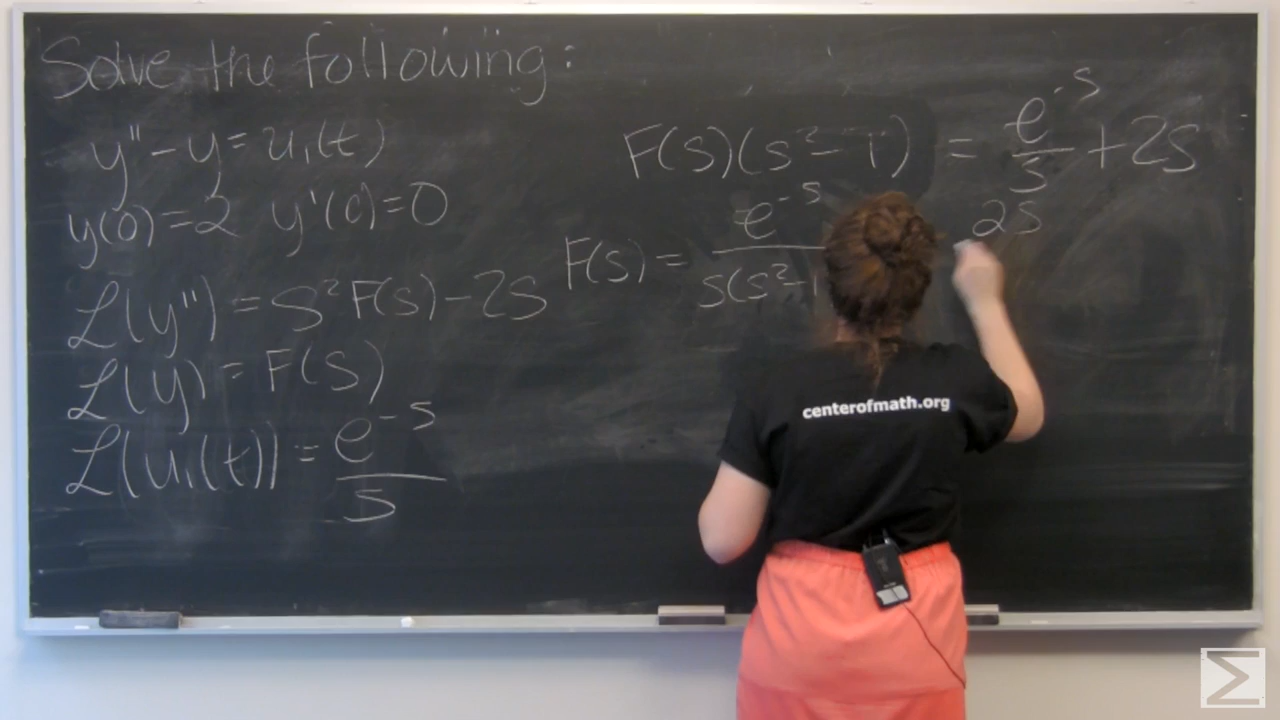 Solve the following:
y'' - y = u₁(t)
y(0) = 2 y'(0) = 0
ℒ(y'') = s²F(s) - 2s
ℒ(y) = F(s)
ℒ(u₁(t)) = e^-s / s
F(s)(s² - 1) = e^-s / s + 2s
F(s) = e^-s / s(s² - 1 2s
centerofmath.org
Σ